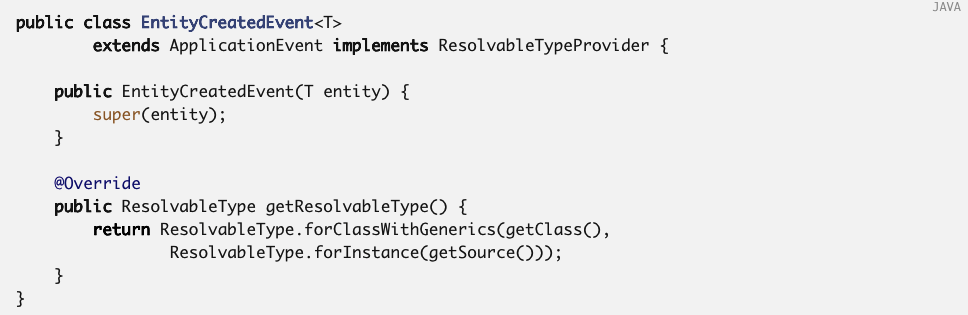 JAVA
public class EntityCreatedEvent<T>
        extends ApplicationEvent implements ResolvableTypeProvider {
    public EntityCreatedEvent(T entity) {
        super(entity);
    }
    @Override
    public ResolvableType getResolvableType() {
        return ResolvableType.forClassWithGenerics(getClass(),
                ResolvableType.forInstance(getSource()));
    }
}